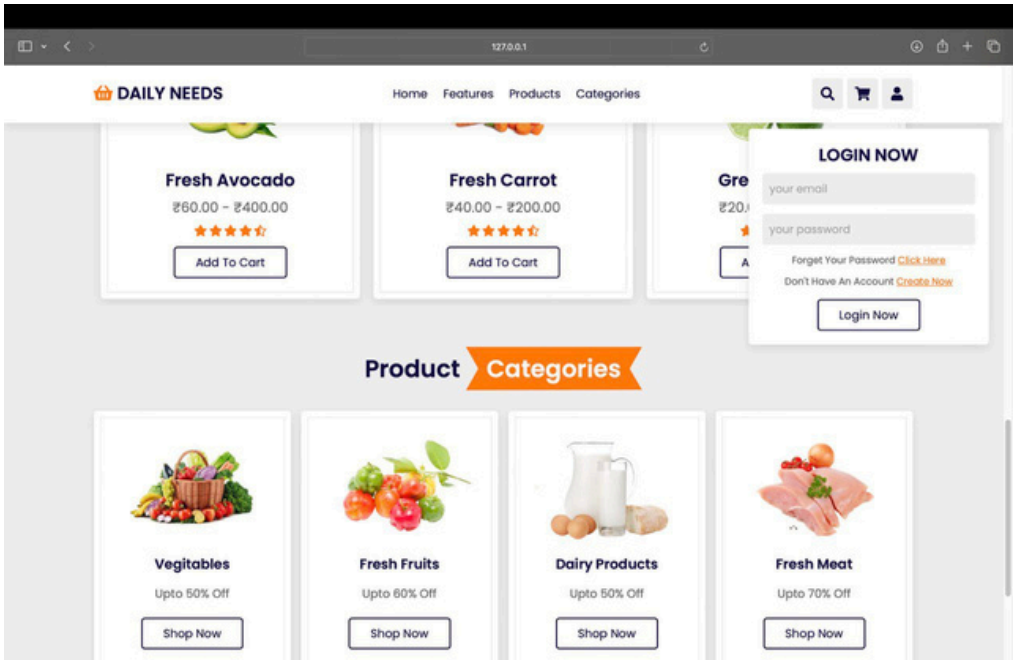 127.0.0.1
DAILY NEEDS
Home Features Products Categories
LOGIN NOW
your email
your password
Forget Your Password Click Here
Don't Have An Account Create Now
Login Now
Fresh Avocado
₹60.00 - ₹400.00
Add To Cart
Fresh Carrot
₹40.00 - ₹200.00
Add To Cart
Gre
₹20.
A
Product Categories
Vegitables
Upto 50% Off
Shop Now
Fresh Fruits
Upto 60% Off
Shop Now
Dairy Products
Upto 50% Off
Shop Now
Fresh Meat
Upto 70% Off
Shop Now